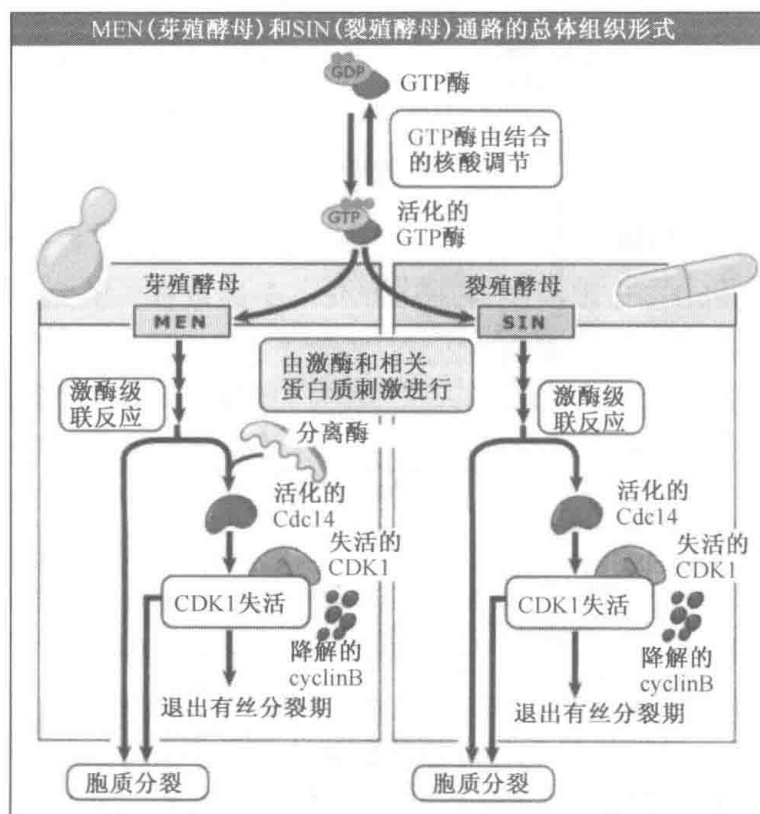 MEN(芽殖酵母)和SIN(裂殖酵母)通路的总体组织形式
GDP
GTP酶
GTP酶由结合
的核酸调节
GTP
活化的
GTP酶
芽殖酵母
裂殖酵母
MEN
SIN
由激酶和相关
蛋白质刺激进行
激酶级
联反应
激酶级
联反应
分离酶
活化的
Cdc14
活化的
Cdc14
失活的
CDK1
失活的
CDK1
CDK1失活
CDK1失活
降解的
cyclinB
降解的
cyclinB
退出有丝分裂期
退出有丝分裂期
胞质分裂
胞质分裂